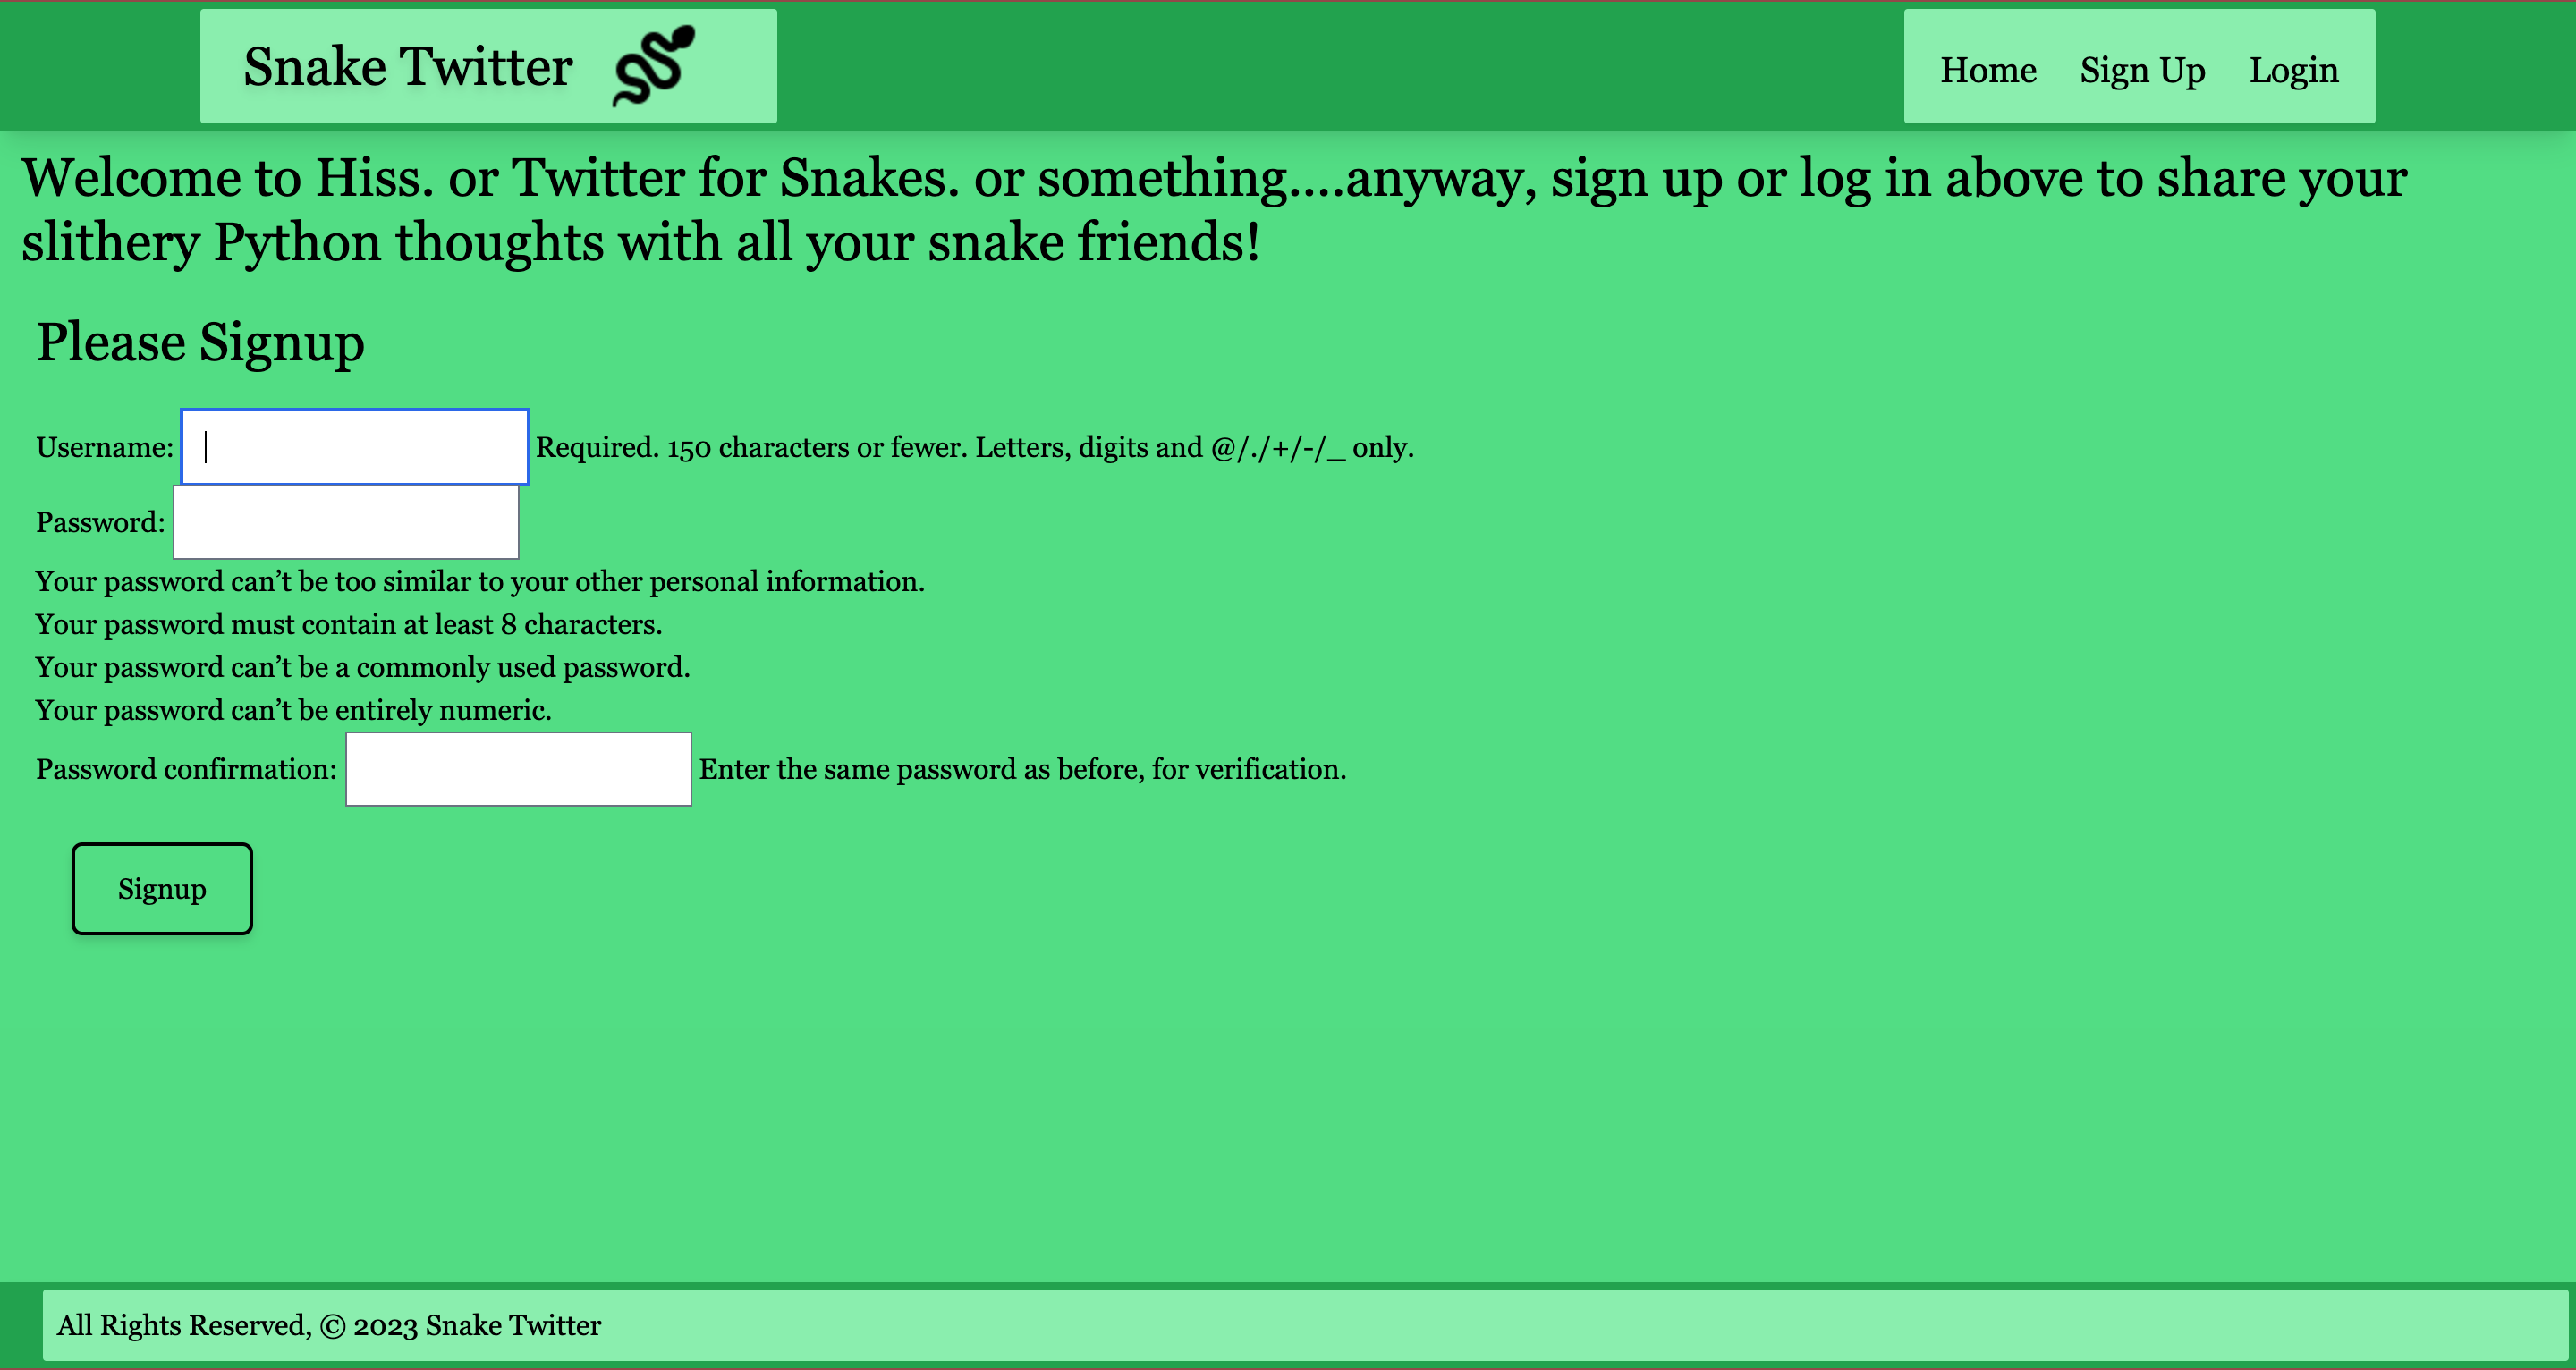 Snake Twitter
Home Sign Up Login
Welcome to Hiss. or Twitter for Snakes. or something....anyway, sign up or log in above to share your
slithery Python thoughts with all your snake friends!
Please Signup
Username: Required. 150 characters or fewer. Letters, digits and @/./+/-/_ only.
Password:
Your password can’t be too similar to your other personal information.
Your password must contain at least 8 characters.
Your password can’t be a commonly used password.
Your password can’t be entirely numeric.
Password confirmation: Enter the same password as before, for verification.
Signup
All Rights Reserved, © 2023 Snake Twitter